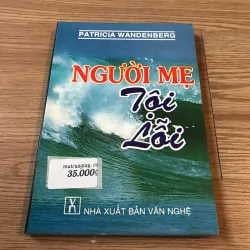 PATRICIA WANDENBERG
NGƯỜI MẸ
Tội
Lỗi
35.000
NHÀ XUẤT BẢN VĂN NGHỆ